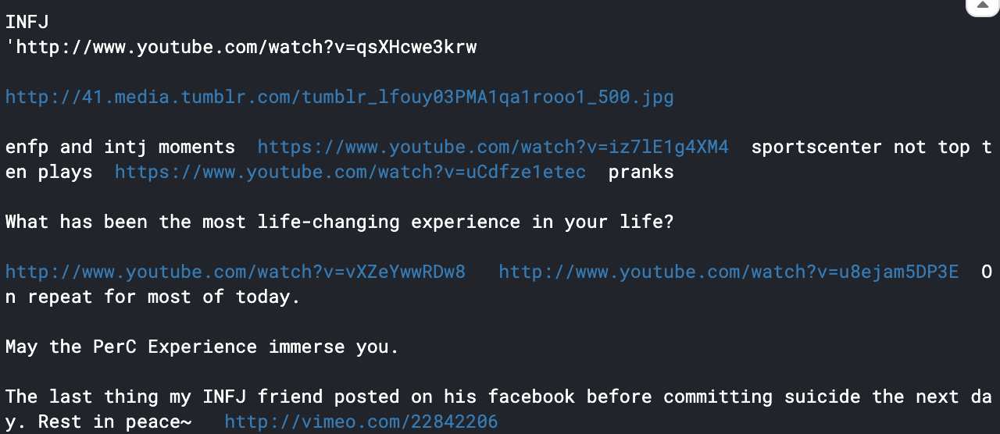 INFJ
'http://www.youtube.com/watch?v=qsXHcwe3krw
http://41.media.tumblr.com/tumblr_lfouy03PMA1qa1rooo1_500.jpg
enfp and intj moments  https://www.youtube.com/watch?v=iz7lE1g4XM4  sportscenter not top t
en plays  https://www.youtube.com/watch?v=uCdfze1etec  pranks
What has been the most life-changing experience in your life?
http://www.youtube.com/watch?v=vXZeYwwRDw8   http://www.youtube.com/watch?v=u8ejam5DP3E  O
n repeat for most of today.
May the PerC Experience immerse you.
The last thing my INFJ friend posted on his facebook before committing suicide the next da
y. Rest in peace~   http://vimeo.com/22842206